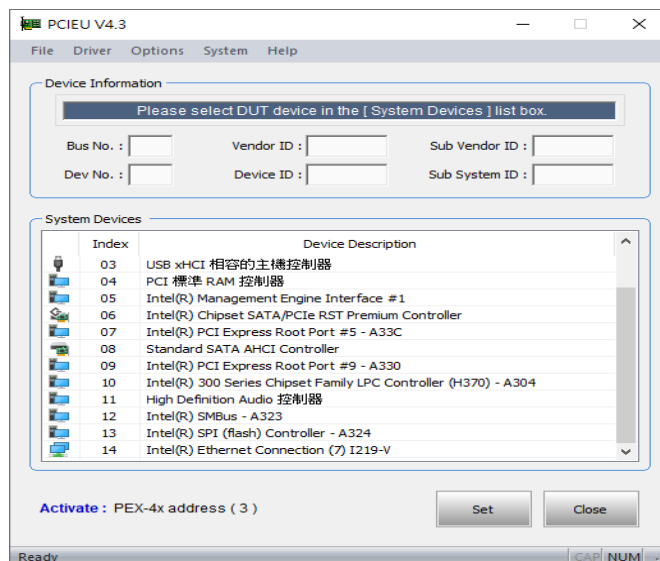 PCIEU V4.3
File Driver Options System Help
Device Information
Please select DUT device in the [ System Devices ] list box.
Bus No. : Vendor ID : Sub Vendor ID :
Dev No. : Device ID : Sub System ID :
System Devices
Index Device Description
03 USB xHCI 相容的主機控制器
04 PCI 標準 RAM 控制器
05 Intel(R) Management Engine Interface #1
06 Intel(R) Chipset SATA/PCIe RST Premium Controller
07 Intel(R) PCI Express Root Port #5 - A33C
08 Standard SATA AHCI Controller
09 Intel(R) PCI Express Root Port #9 - A330
10 Intel(R) 300 Series Chipset Family LPC Controller (H370) - A304
11 High Definition Audio 控制器
12 Intel(R) SMBus - A323
13 Intel(R) SPI (flash) Controller - A324
14 Intel(R) Ethernet Connection (7) I219-V
Activate : PEX-4x address ( 3 ) Set Close
Ready CAP NUM